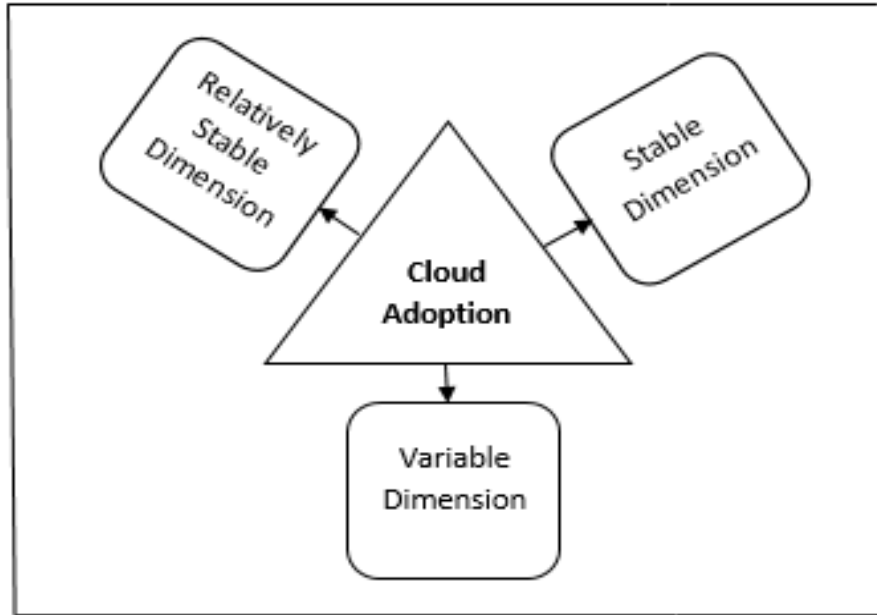 Relatively
Stable
Dimension
Stable
Dimension
Cloud
Adoption
Variable
Dimension